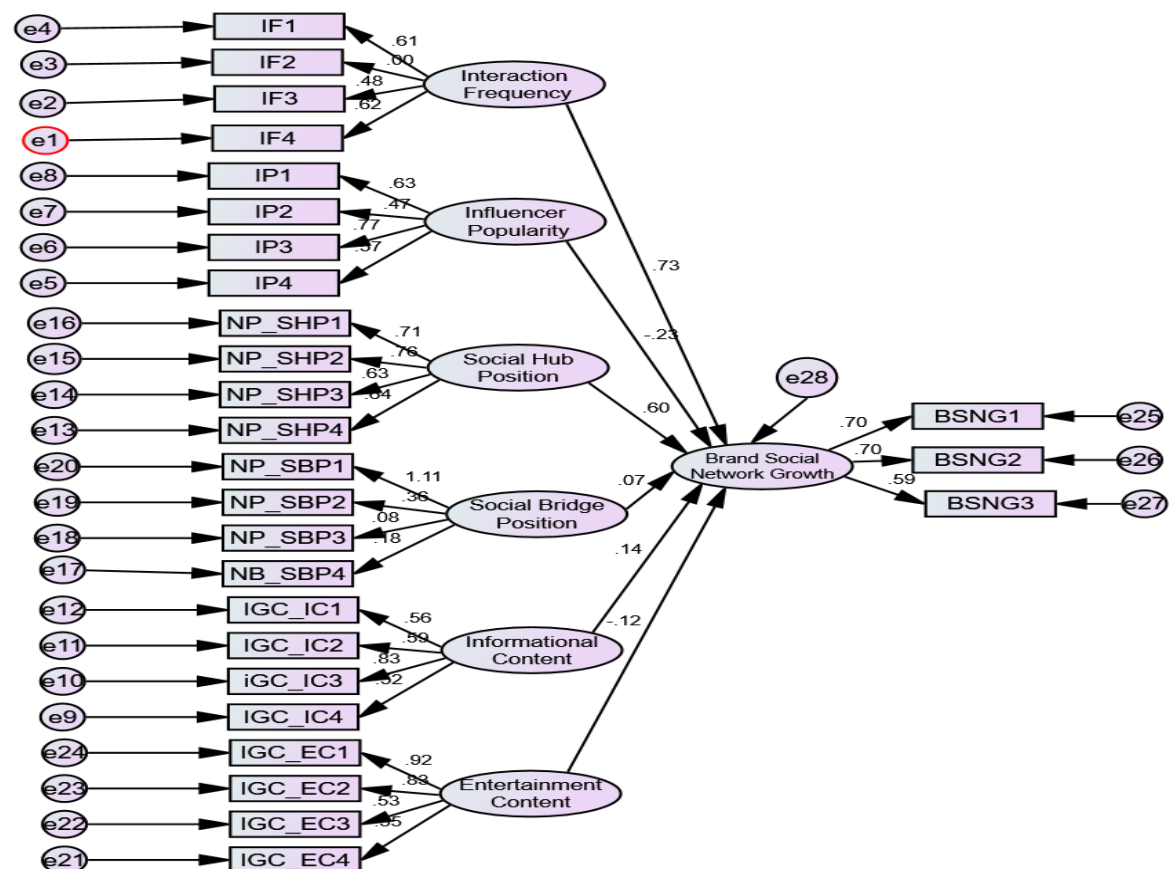 e4
IF1
.61
e3
IF2
.00
e2
IF3
.48
e1
IF4
.62
Interaction
Frequency
e8
IP1
.63
e7
IP2
.47
e6
IP3
.77
e5
IP4
Influencer
Popularity
.73
-.23
e16
NP_SHP1
.71
e15
NP_SHP2
.76
e14
NP_SHP3
.63
e13
NP_SHP4
.64
Social Hub
Position
.60
e28
e20
NP_SBP1
1.11
e19
NP_SBP2
.36
e18
NP_SBP3
.08
e17
NB_SBP4
.18
Social Bridge
Position
.07
Brand Social
Network Growth
.70
BSNG1
e25
.70
BSNG2
e26
.59
BSNG3
e27
e12
IGC_IC1
.56
e11
IGC_IC2
.59
e10
iGC_IC3
.83
e9
IGC_IC4
.52
Informational
Content
.14
-.12
e24
IGC_EC1
.92
e23
IGC_EC2
.83
e22
IGC_EC3
.53
e21
IGC_EC4
Entertainment
Content